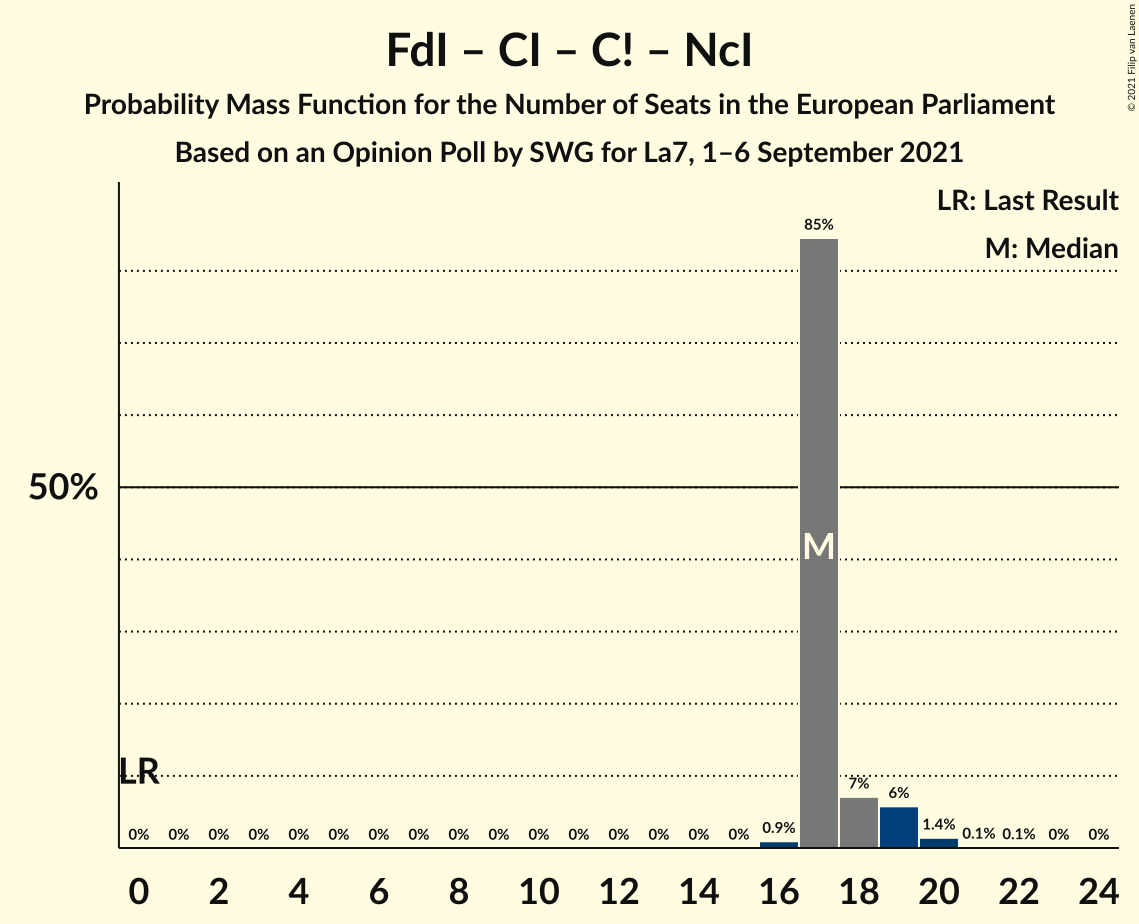 FdI – CI – C! – NcI
Probability Mass Function for the Number of Seats in the European Parliament
Based on an Opinion Poll by SWG for La7, 1–6 September 2021
© 2021 Filip van Laenen
LR: Last Result
M: Median
85%
50%
M
LR
0% 0% 0% 0% 0% 0% 0% 0% 0% 0% 0% 0% 0% 0% 0% 0% 0.9% 7% 6% 1.4% 0.1% 0.1% 0% 0%
0 2 4 6 8 10 12 14 16 18 20 22 24